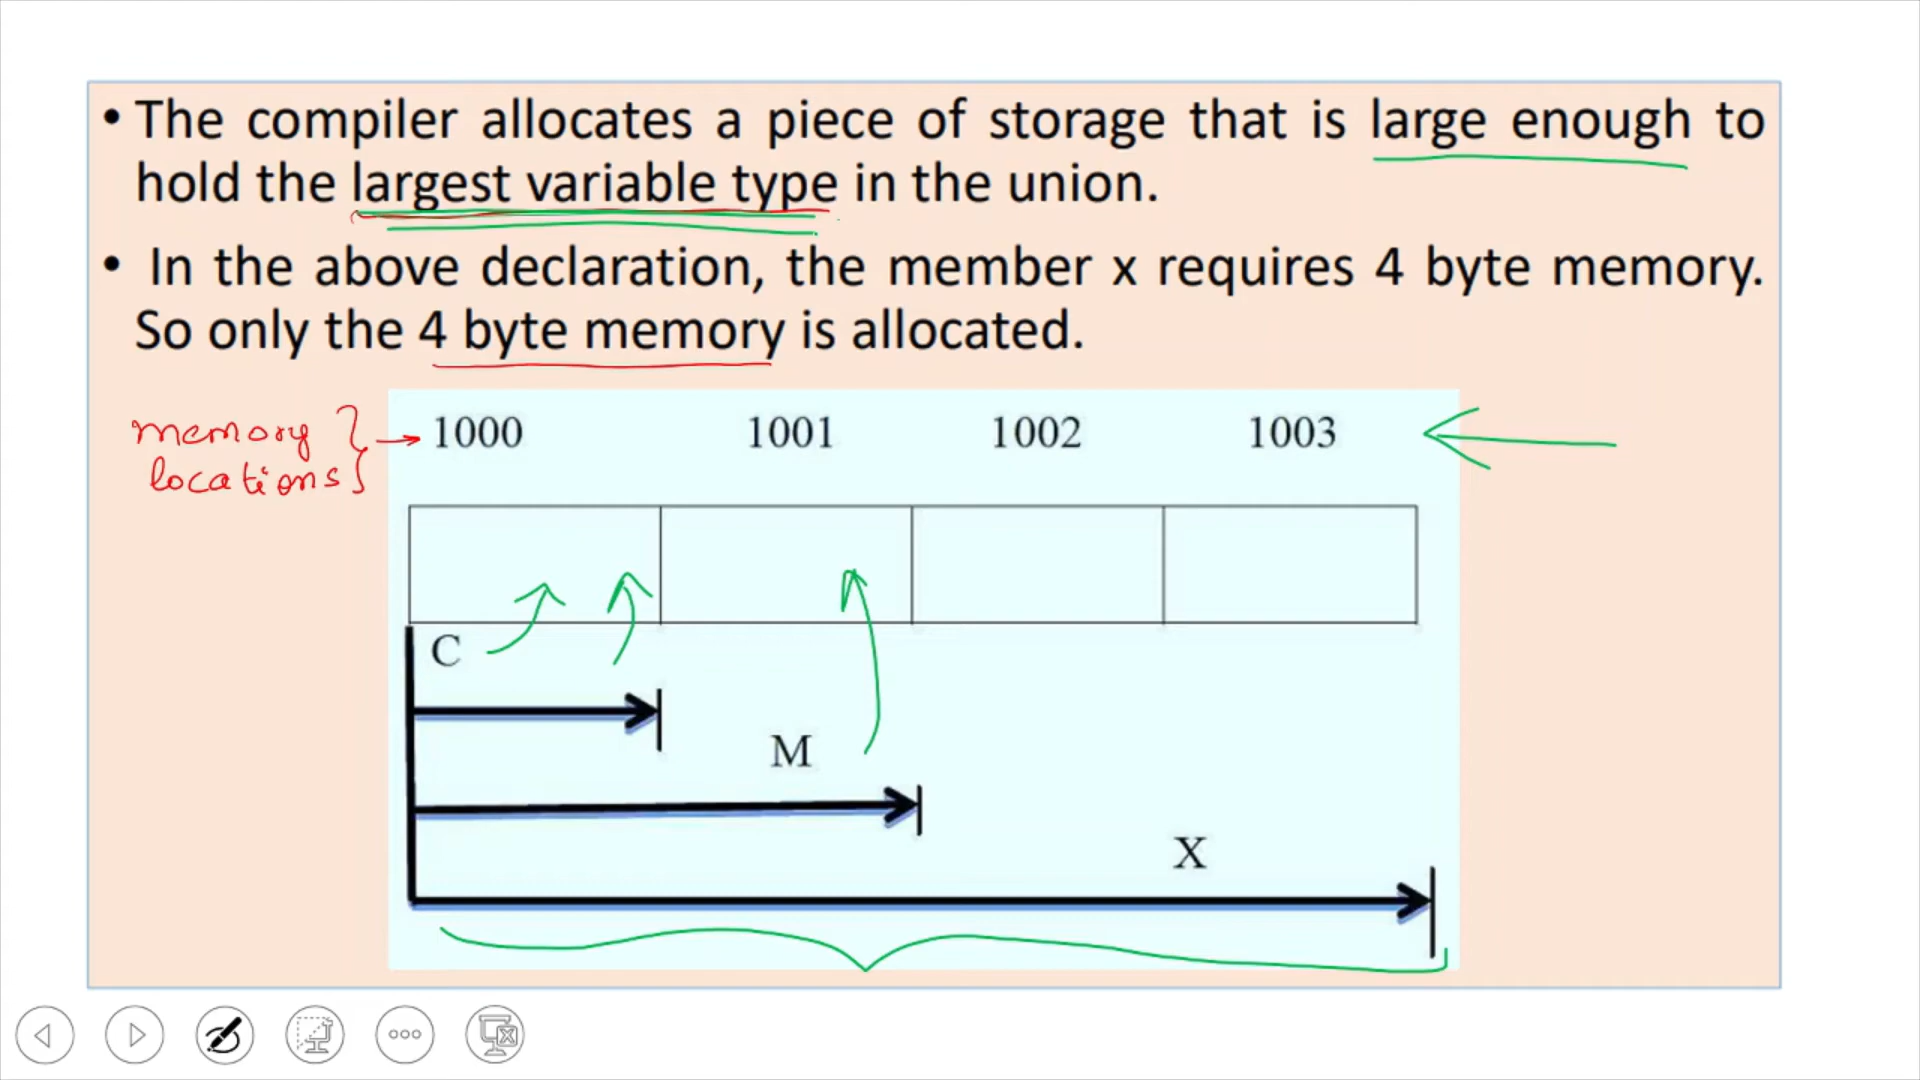 • The compiler allocates a piece of storage that is large enough to
hold the largest variable type in the union.
• In the above declaration, the member x requires 4 byte memory.
So only the 4 byte memory is allocated.
memory
locations
1000 1001 1002 1003
C
M
X